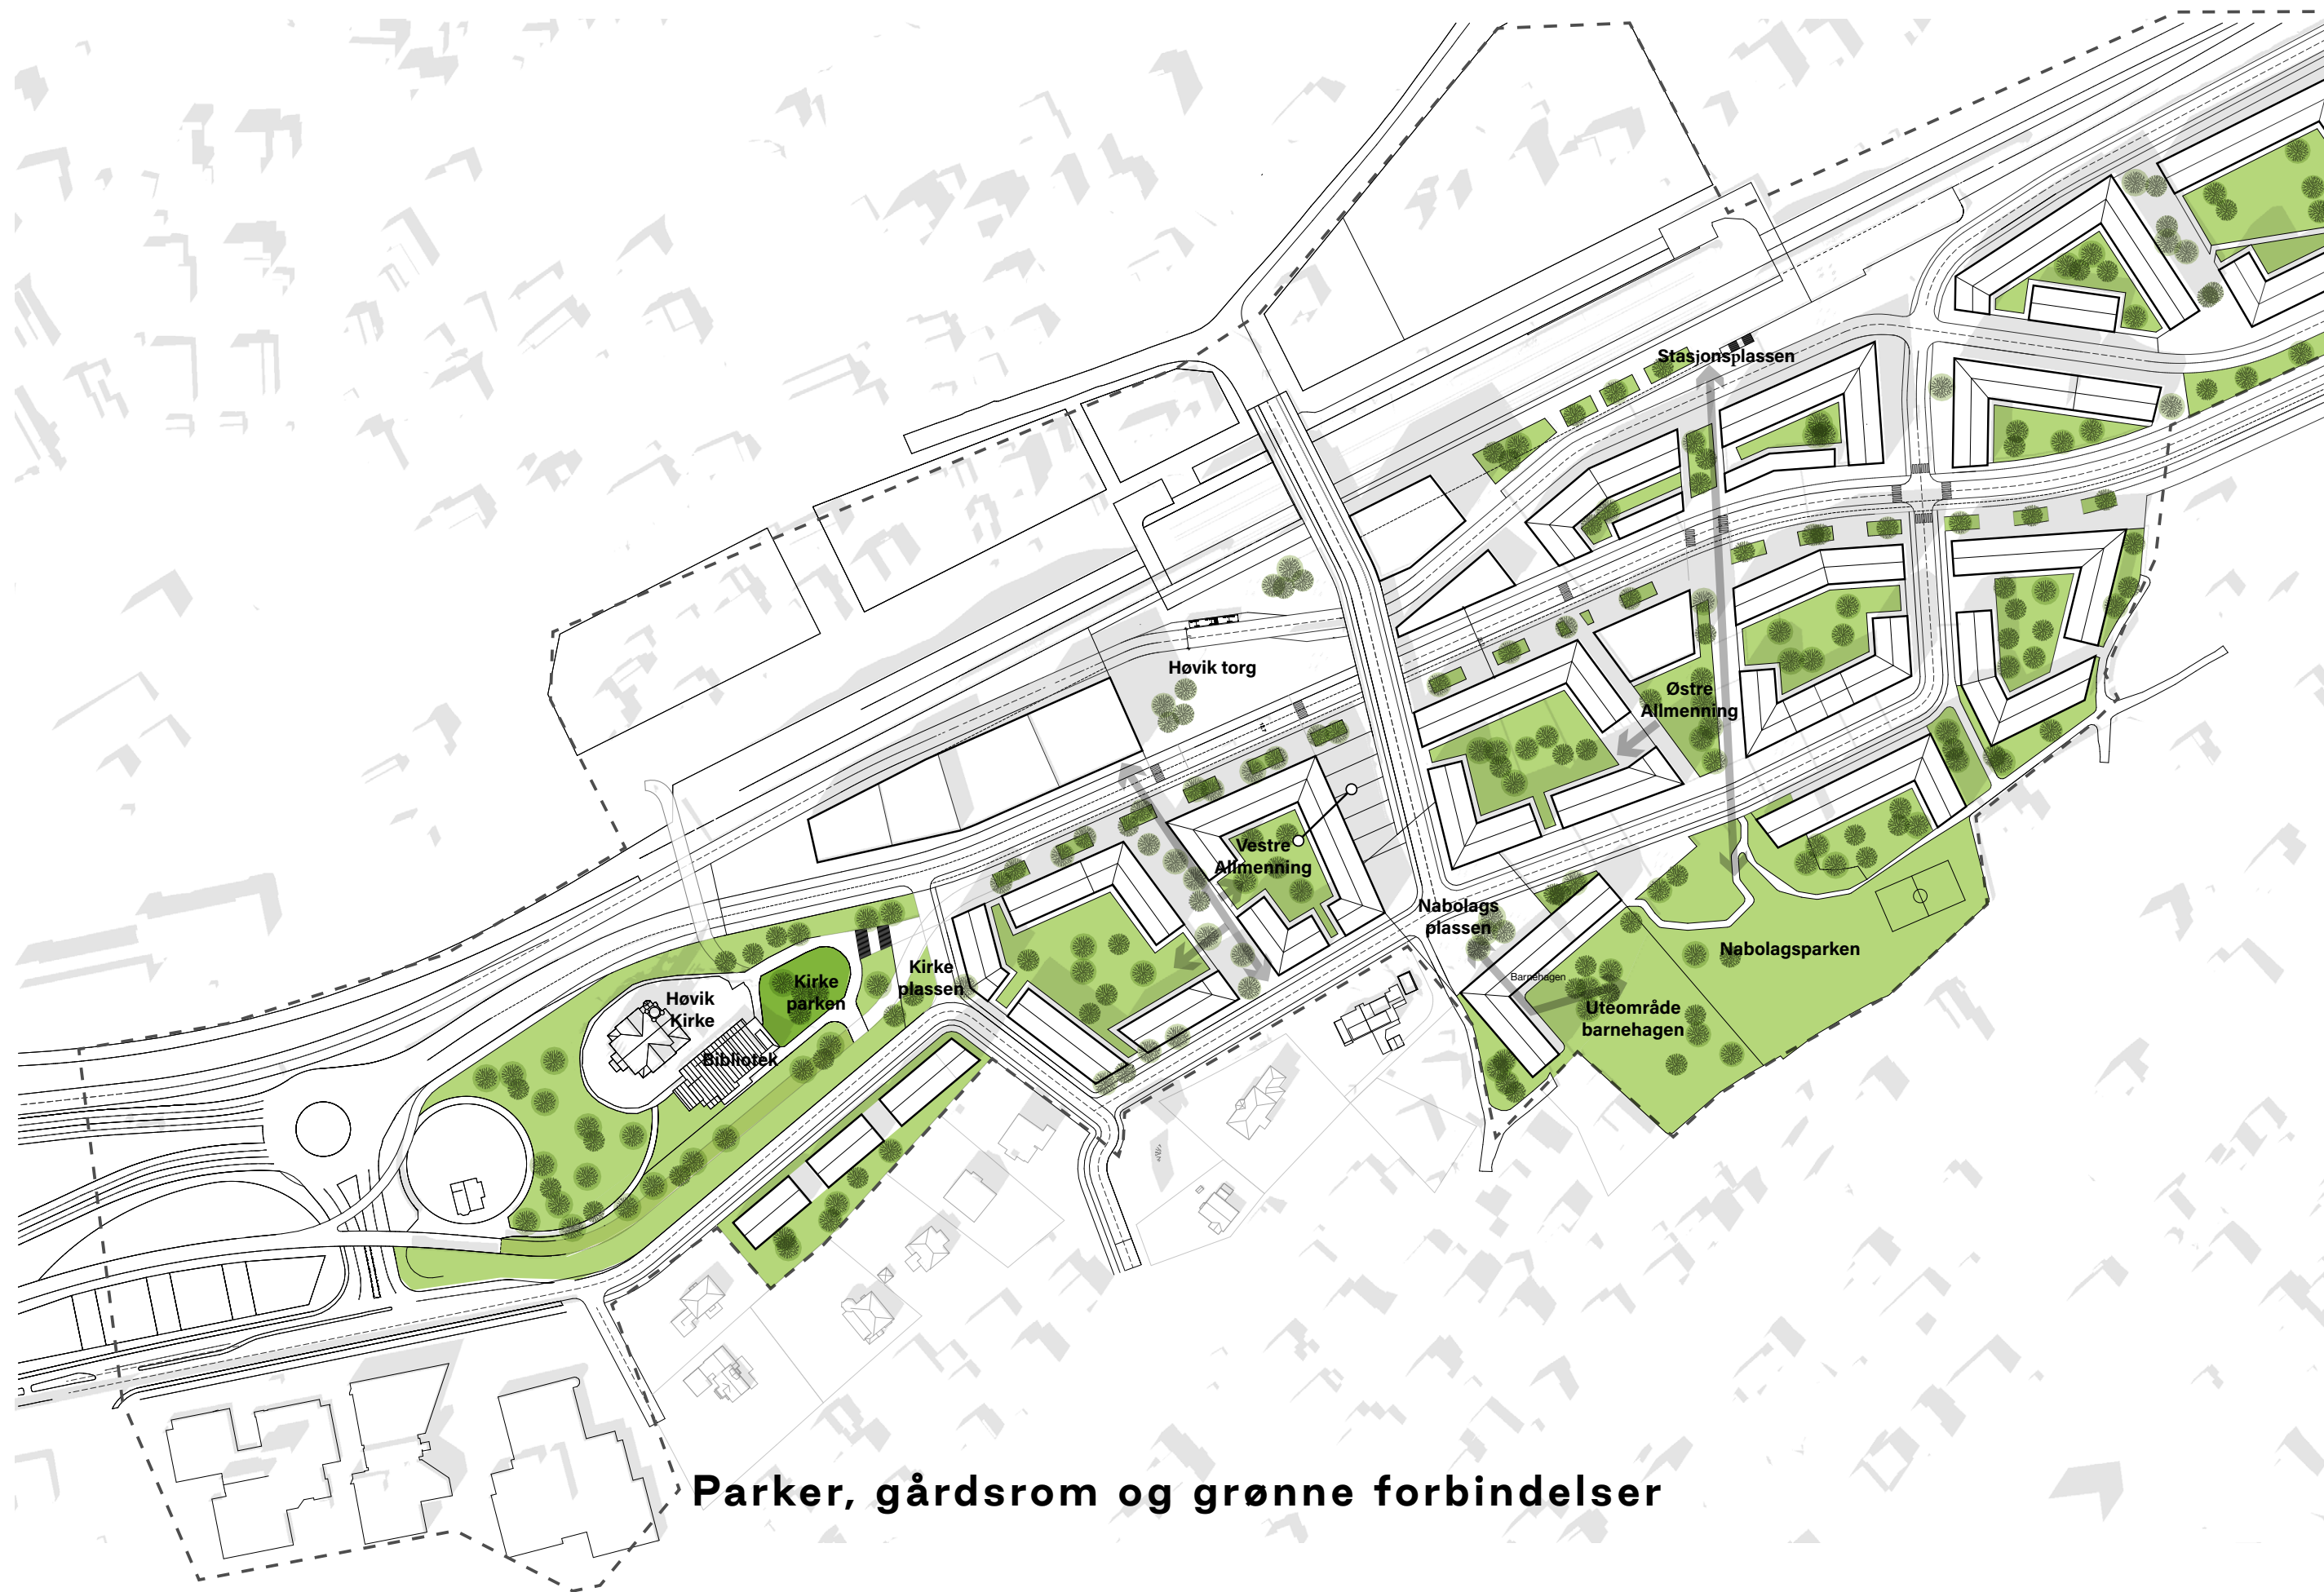 Stasjonsplassen
Høvik torg
Østre
Allmenning
Vestre
Allmenning
Nabolags
plassen
Nabolagsparken
Kirke
plassen
Kirke
parken
Høvik
Kirke
Bibliotek
Barnehagen
Uteområde
barnehagen
Parker, gårdsrom og grønne forbindelser